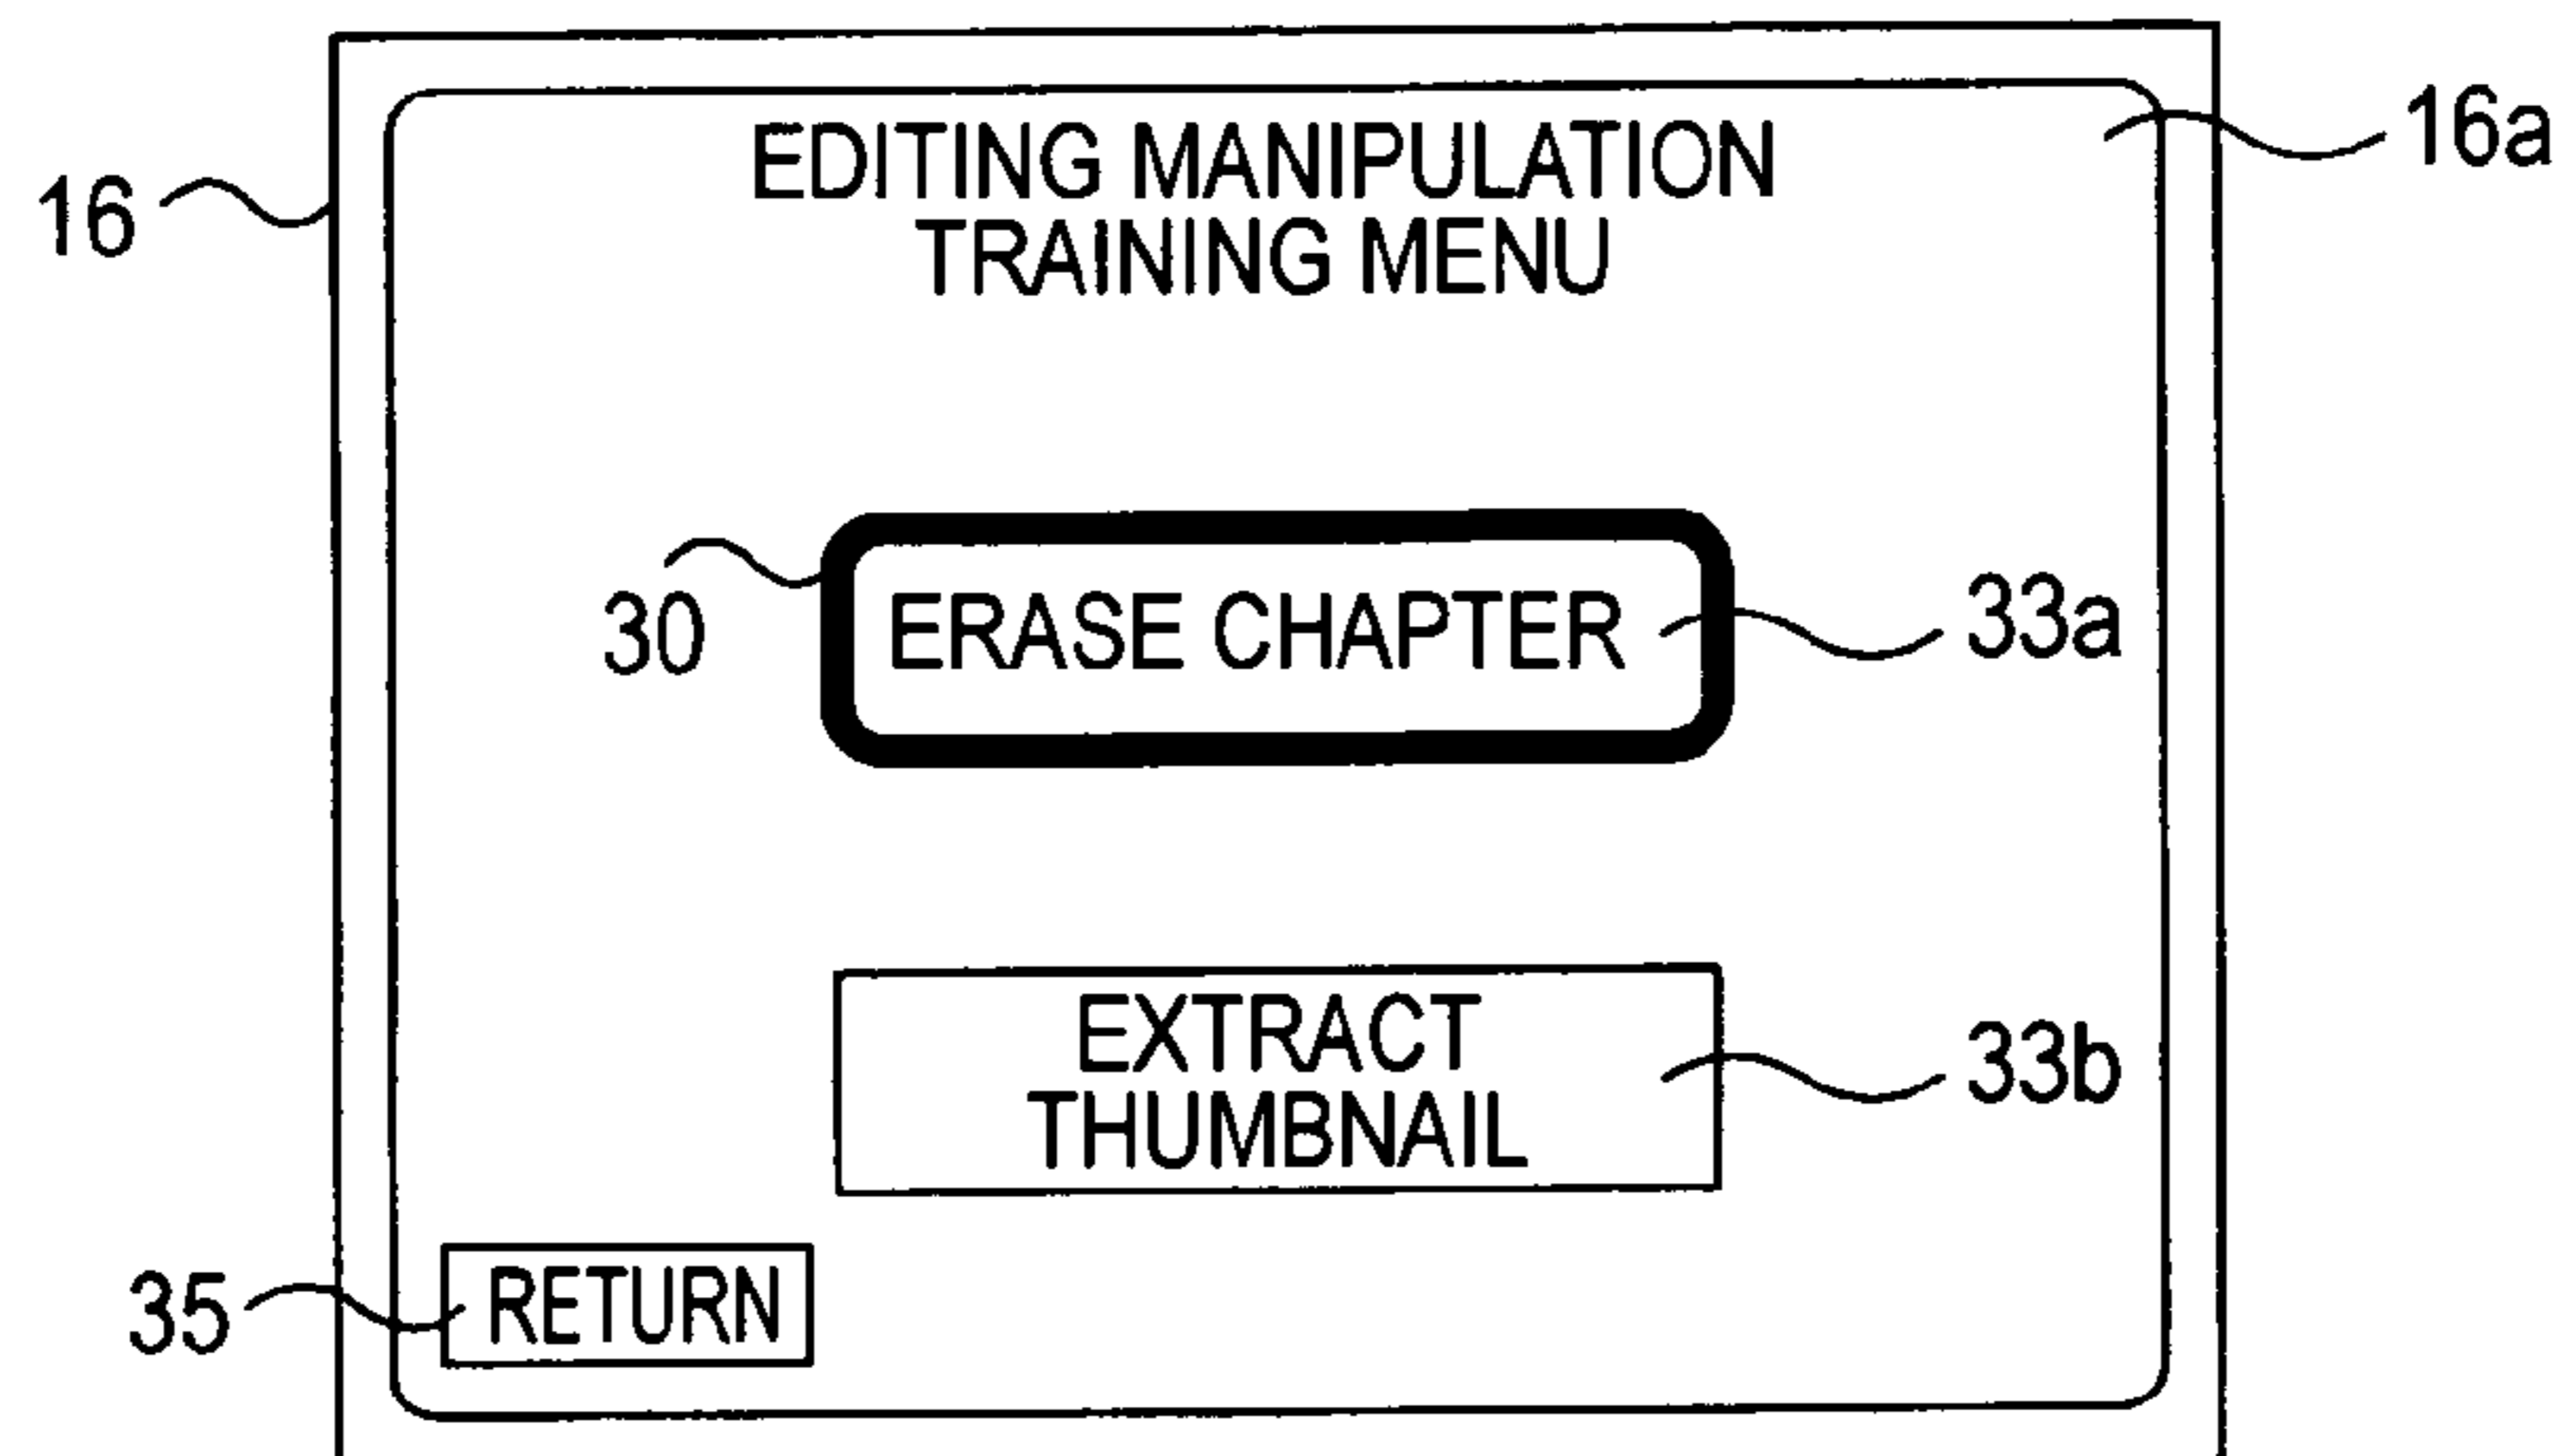 EDITING MANIPULATION
TRAINING MENU
16a
16
30
ERASE CHAPTER
33a
EXTRACT
THUMBNAIL
33b
35
RETURN